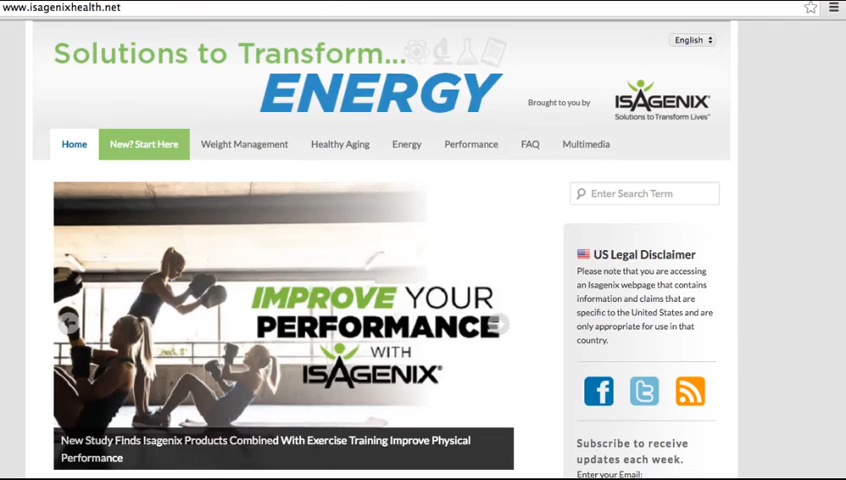 www.isagenixhealth.net
Solutions to Transform...
ENERGY
English
Brought to you by
ISAGENIX®
Solutions to Transform Lives™
Home
New? Start Here
Weight Management
Healthy Aging
Energy
Performance
FAQ
Multimedia
Enter Search Term
IMPROVE YOUR
PERFORMANCE
WITH
ISAGENIX®
New Study Finds Isagenix Products Combined With Exercise Training Improve Physical
Performance
US Legal Disclaimer
Please note that you are accessing
an Isagenix webpage that contains
information and claims that are
specific to the United States and are
only appropriate for use in that
country.
Subscribe to receive
updates each week.
Enter your Email: